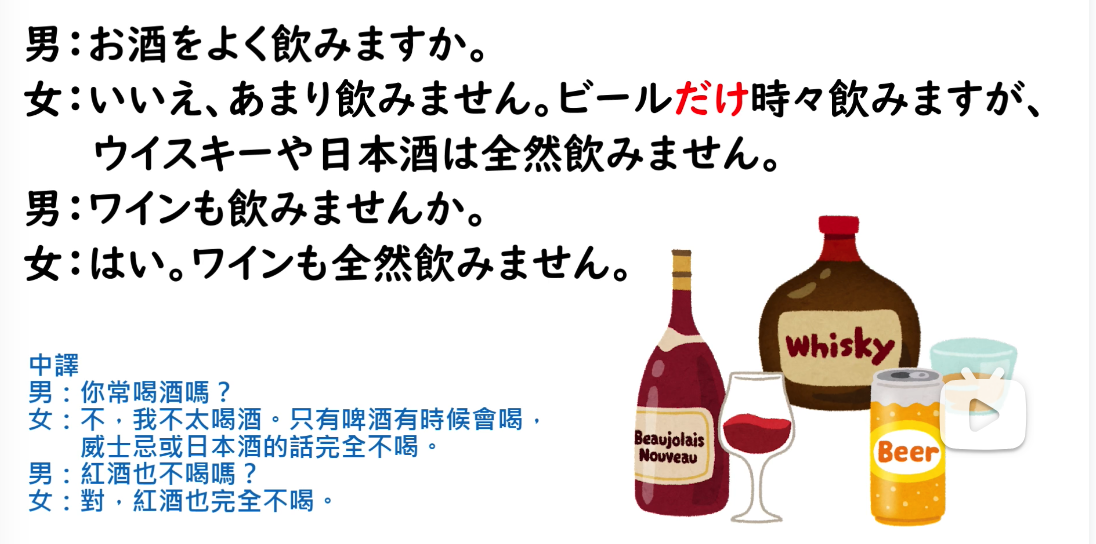 男：お酒をよく飲みますか。
女：いいえ、あまり飲みません。ビールだけ時々飲みますが、
ウイスキーや日本酒は全然飲みません。
男：ワインも飲みませんか。
女：はい。ワインも全然飲みません。
中譯
男：你常喝酒嗎？
女：不，我不太喝酒。只有啤酒有時候會喝，
威士忌或日本酒的話完全不喝。
男：紅酒也不喝嗎？
女：對，紅酒也完全不喝。
Whisky
Beaujolais
Nouveau
Beer